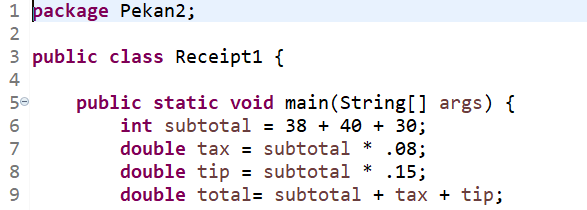 1 package Pekan2;
2
3 public class Receipt1 {
4
5 public static void main(String[] args) {
6 int subtotal = 38 + 40 + 30;
7 double tax = subtotal * .08;
8 double tip = subtotal * .15;
9 double total= subtotal + tax + tip;